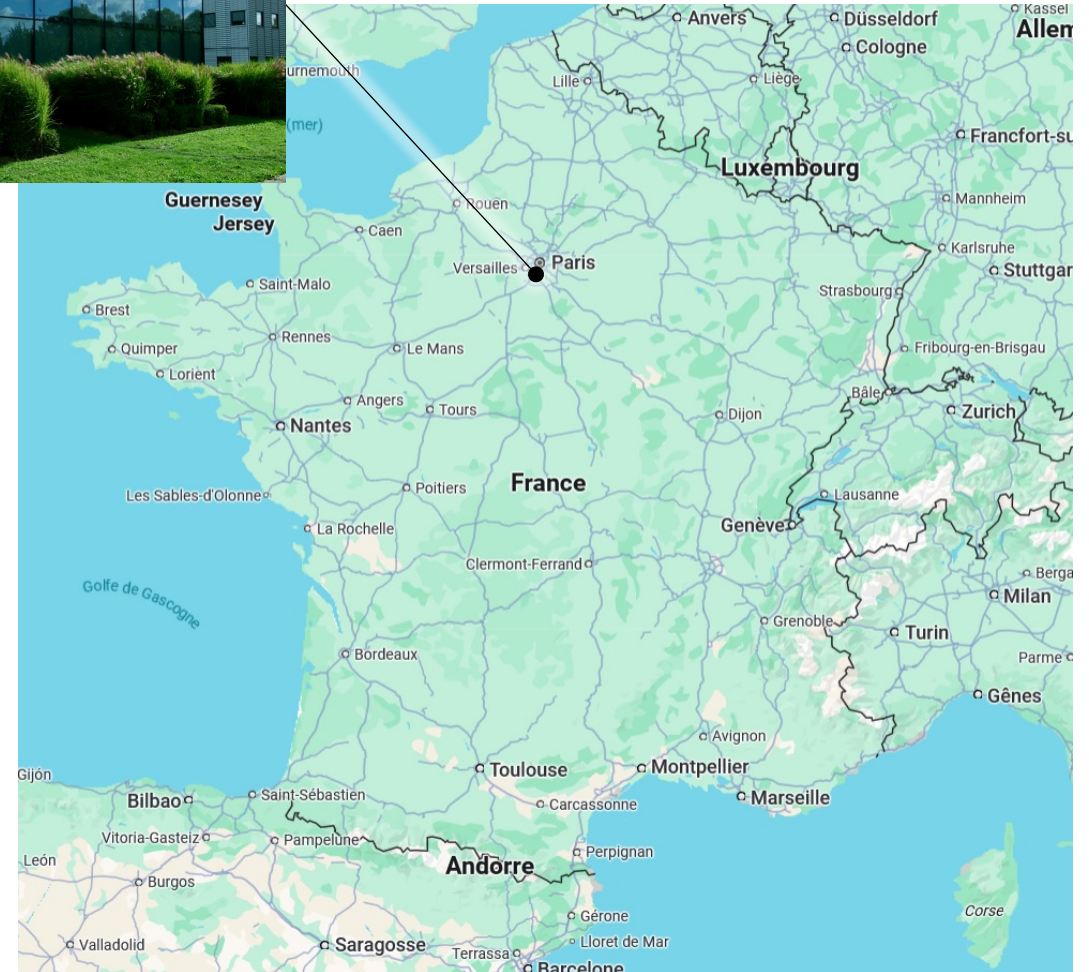 Kassel
Anvers
Düsseldorf
Allem
Cologne
urnemouth
Lille
Liège
(mer)
Francfort-su
Luxembourg
Guernesey
Jersey
Rouen
Mannheim
Caen
Karlsruhe
Versailles
Paris
Stuttgar
Saint-Malo
Strasbourg
Brest
Rennes
Quimper
Le Mans
Fribourg-en-Brisgau
Lorient
Bâle
Angers
Tours
Dijon
Zurich
Nantes
France
Poitiers
Les Sables-d'Olonne
Lausanne
La Rochelle
Genève
Clermont-Ferrand
Berga
Golfe de Gascogne
Milan
Grenoble
Turin
Bordeaux
Parme
Gênes
Avignon
Toulouse
Montpellier
Gijón
Saint-Sébastien
Marseille
Bilbao
Carcassonne
Vitoria-Gasteiz
Pampelune
Perpignan
León
Andorre
Burgos
Corse
Gérone
Valladolid
Saragosse
Lloret de Mar
Terrassa
Barcelone